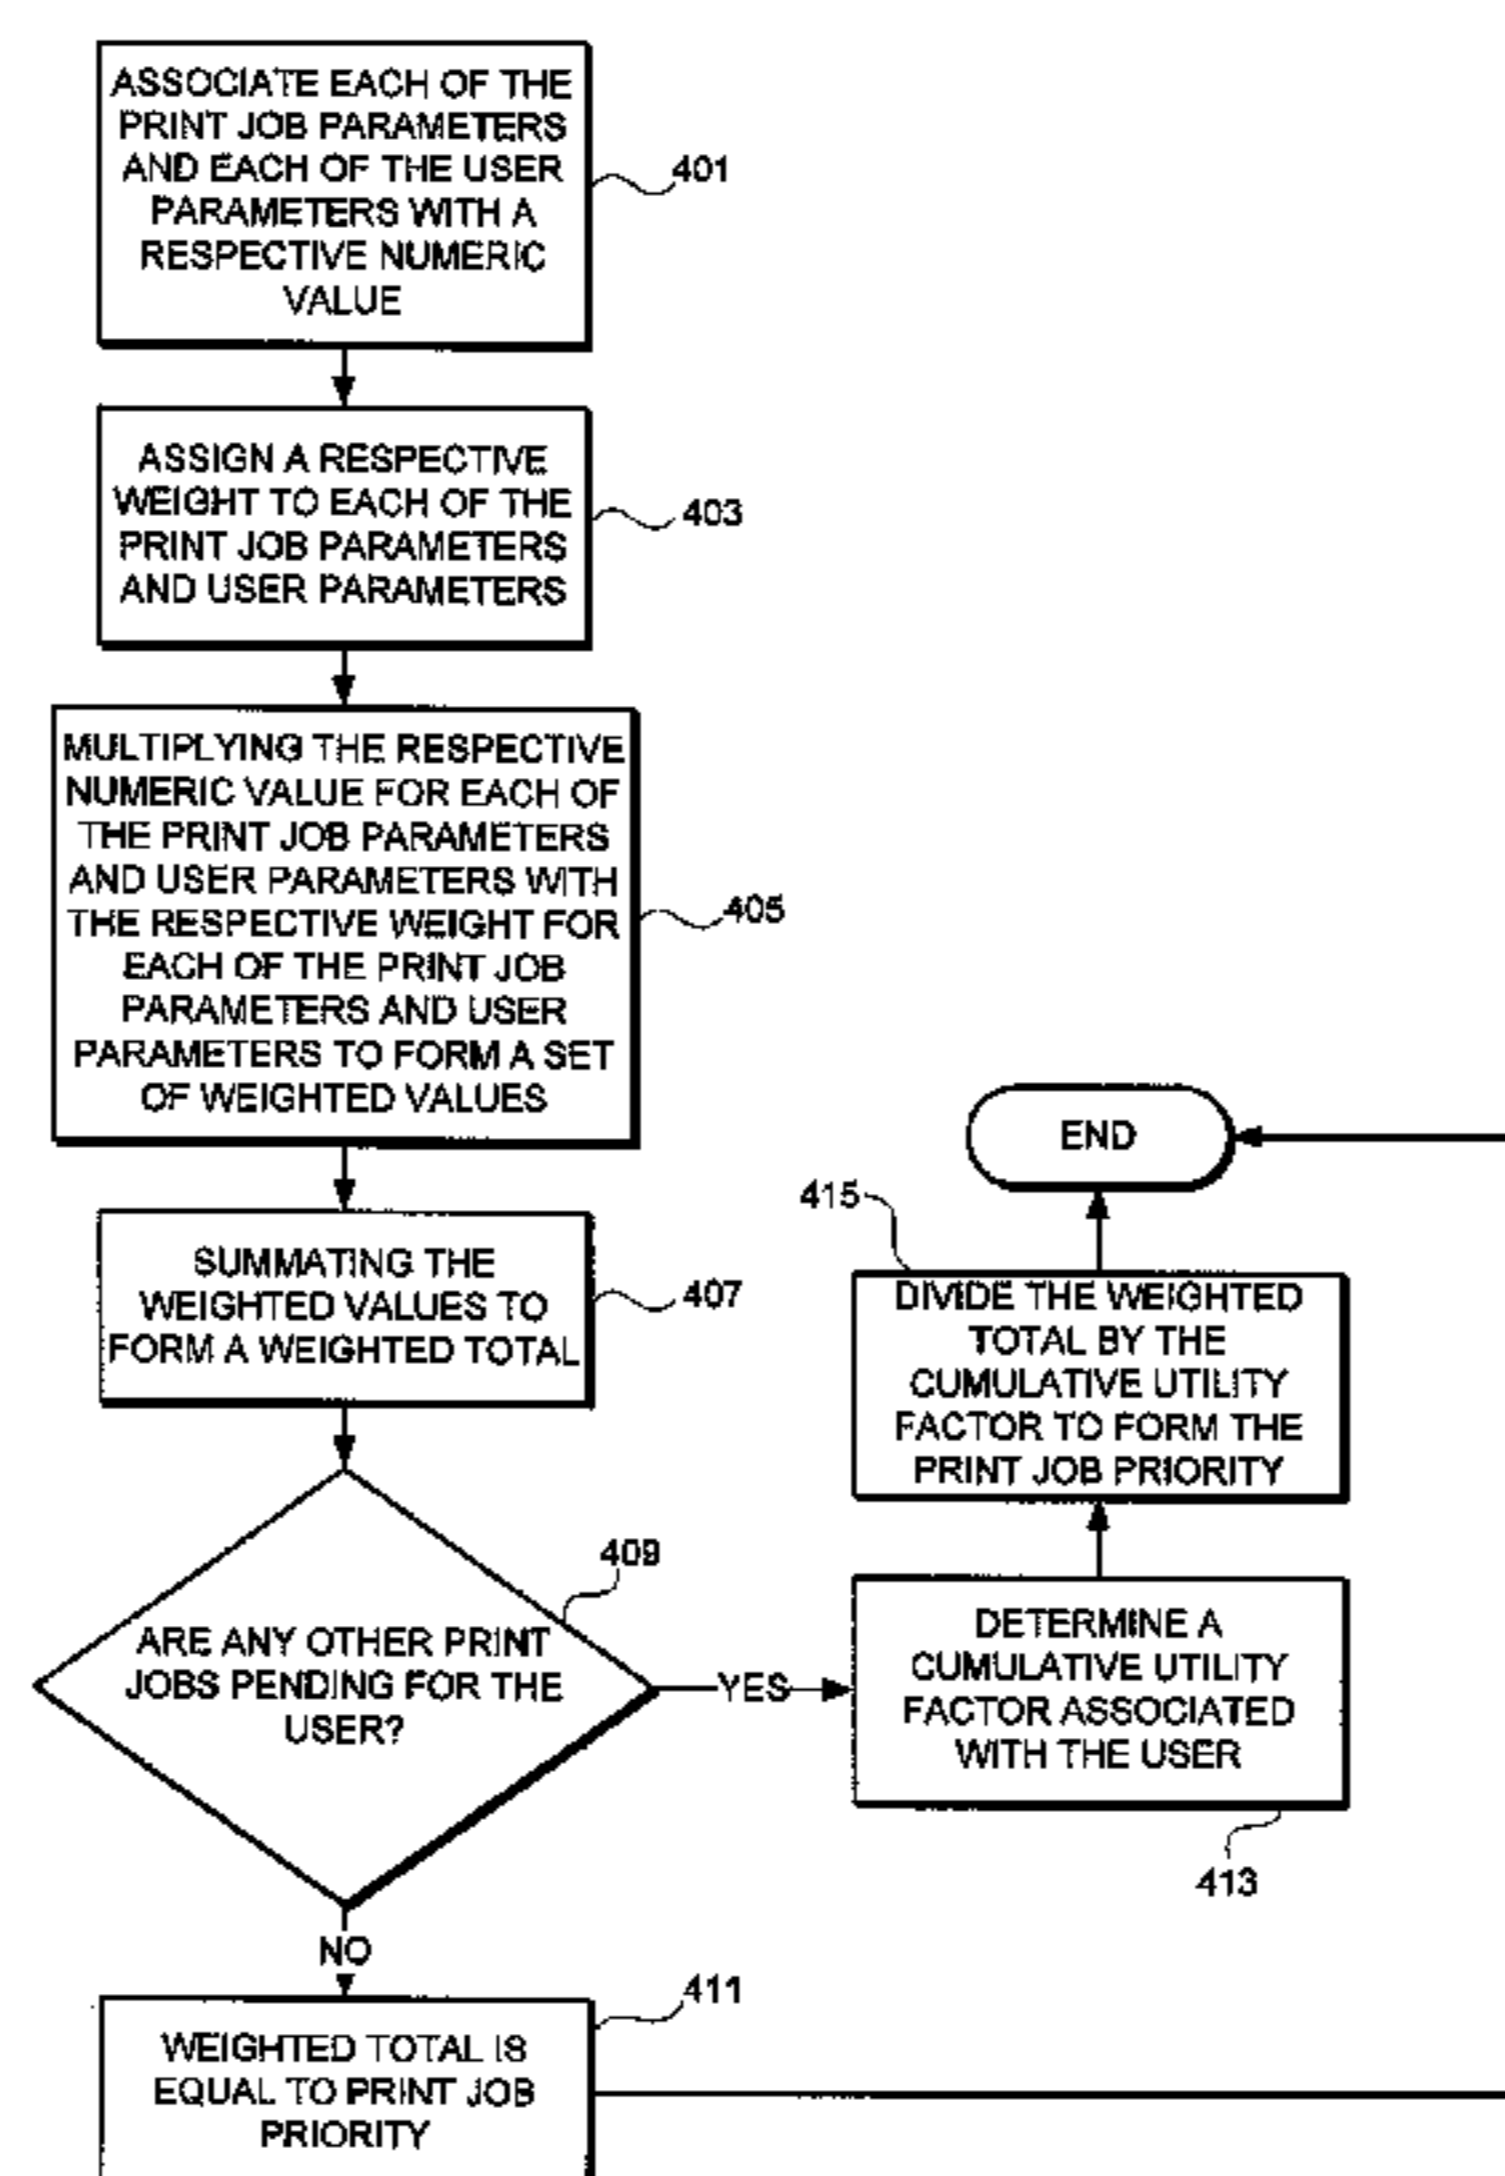 ASSOCIATE EACH OF THE
PRINT JOB PARAMETERS
AND EACH OF THE USER
PARAMETERS WITH A
RESPECTIVE NUMERIC
VALUE
401
ASSIGN A RESPECTIVE
WEIGHT TO EACH OF THE
PRINT JOB PARAMETERS
AND USER PARAMETERS
403
MULTIPLYING THE RESPECTIVE
NUMERIC VALUE FOR EACH OF
THE PRINT JOB PARAMETERS
AND USER PARAMETERS WITH
THE RESPECTIVE WEIGHT FOR
EACH OF THE PRINT JOB
PARAMETERS AND USER
PARAMETERS TO FORM A SET
OF WEIGHTED VALUES
405
SUMMATING THE
WEIGHTED VALUES TO
FORM A WEIGHTED TOTAL
407
ARE ANY OTHER PRINT
JOBS PENDING FOR THE
USER?
409
YES
NO
WEIGHTED TOTAL IS
EQUAL TO PRINT JOB
PRIORITY
411
DETERMINE A
CUMULATIVE UTILITY
FACTOR ASSOCIATED
WITH THE USER
413
DIVIDE THE WEIGHTED
TOTAL BY THE
CUMULATIVE UTILITY
FACTOR TO FORM THE
PRINT JOB PRIORITY
415
END